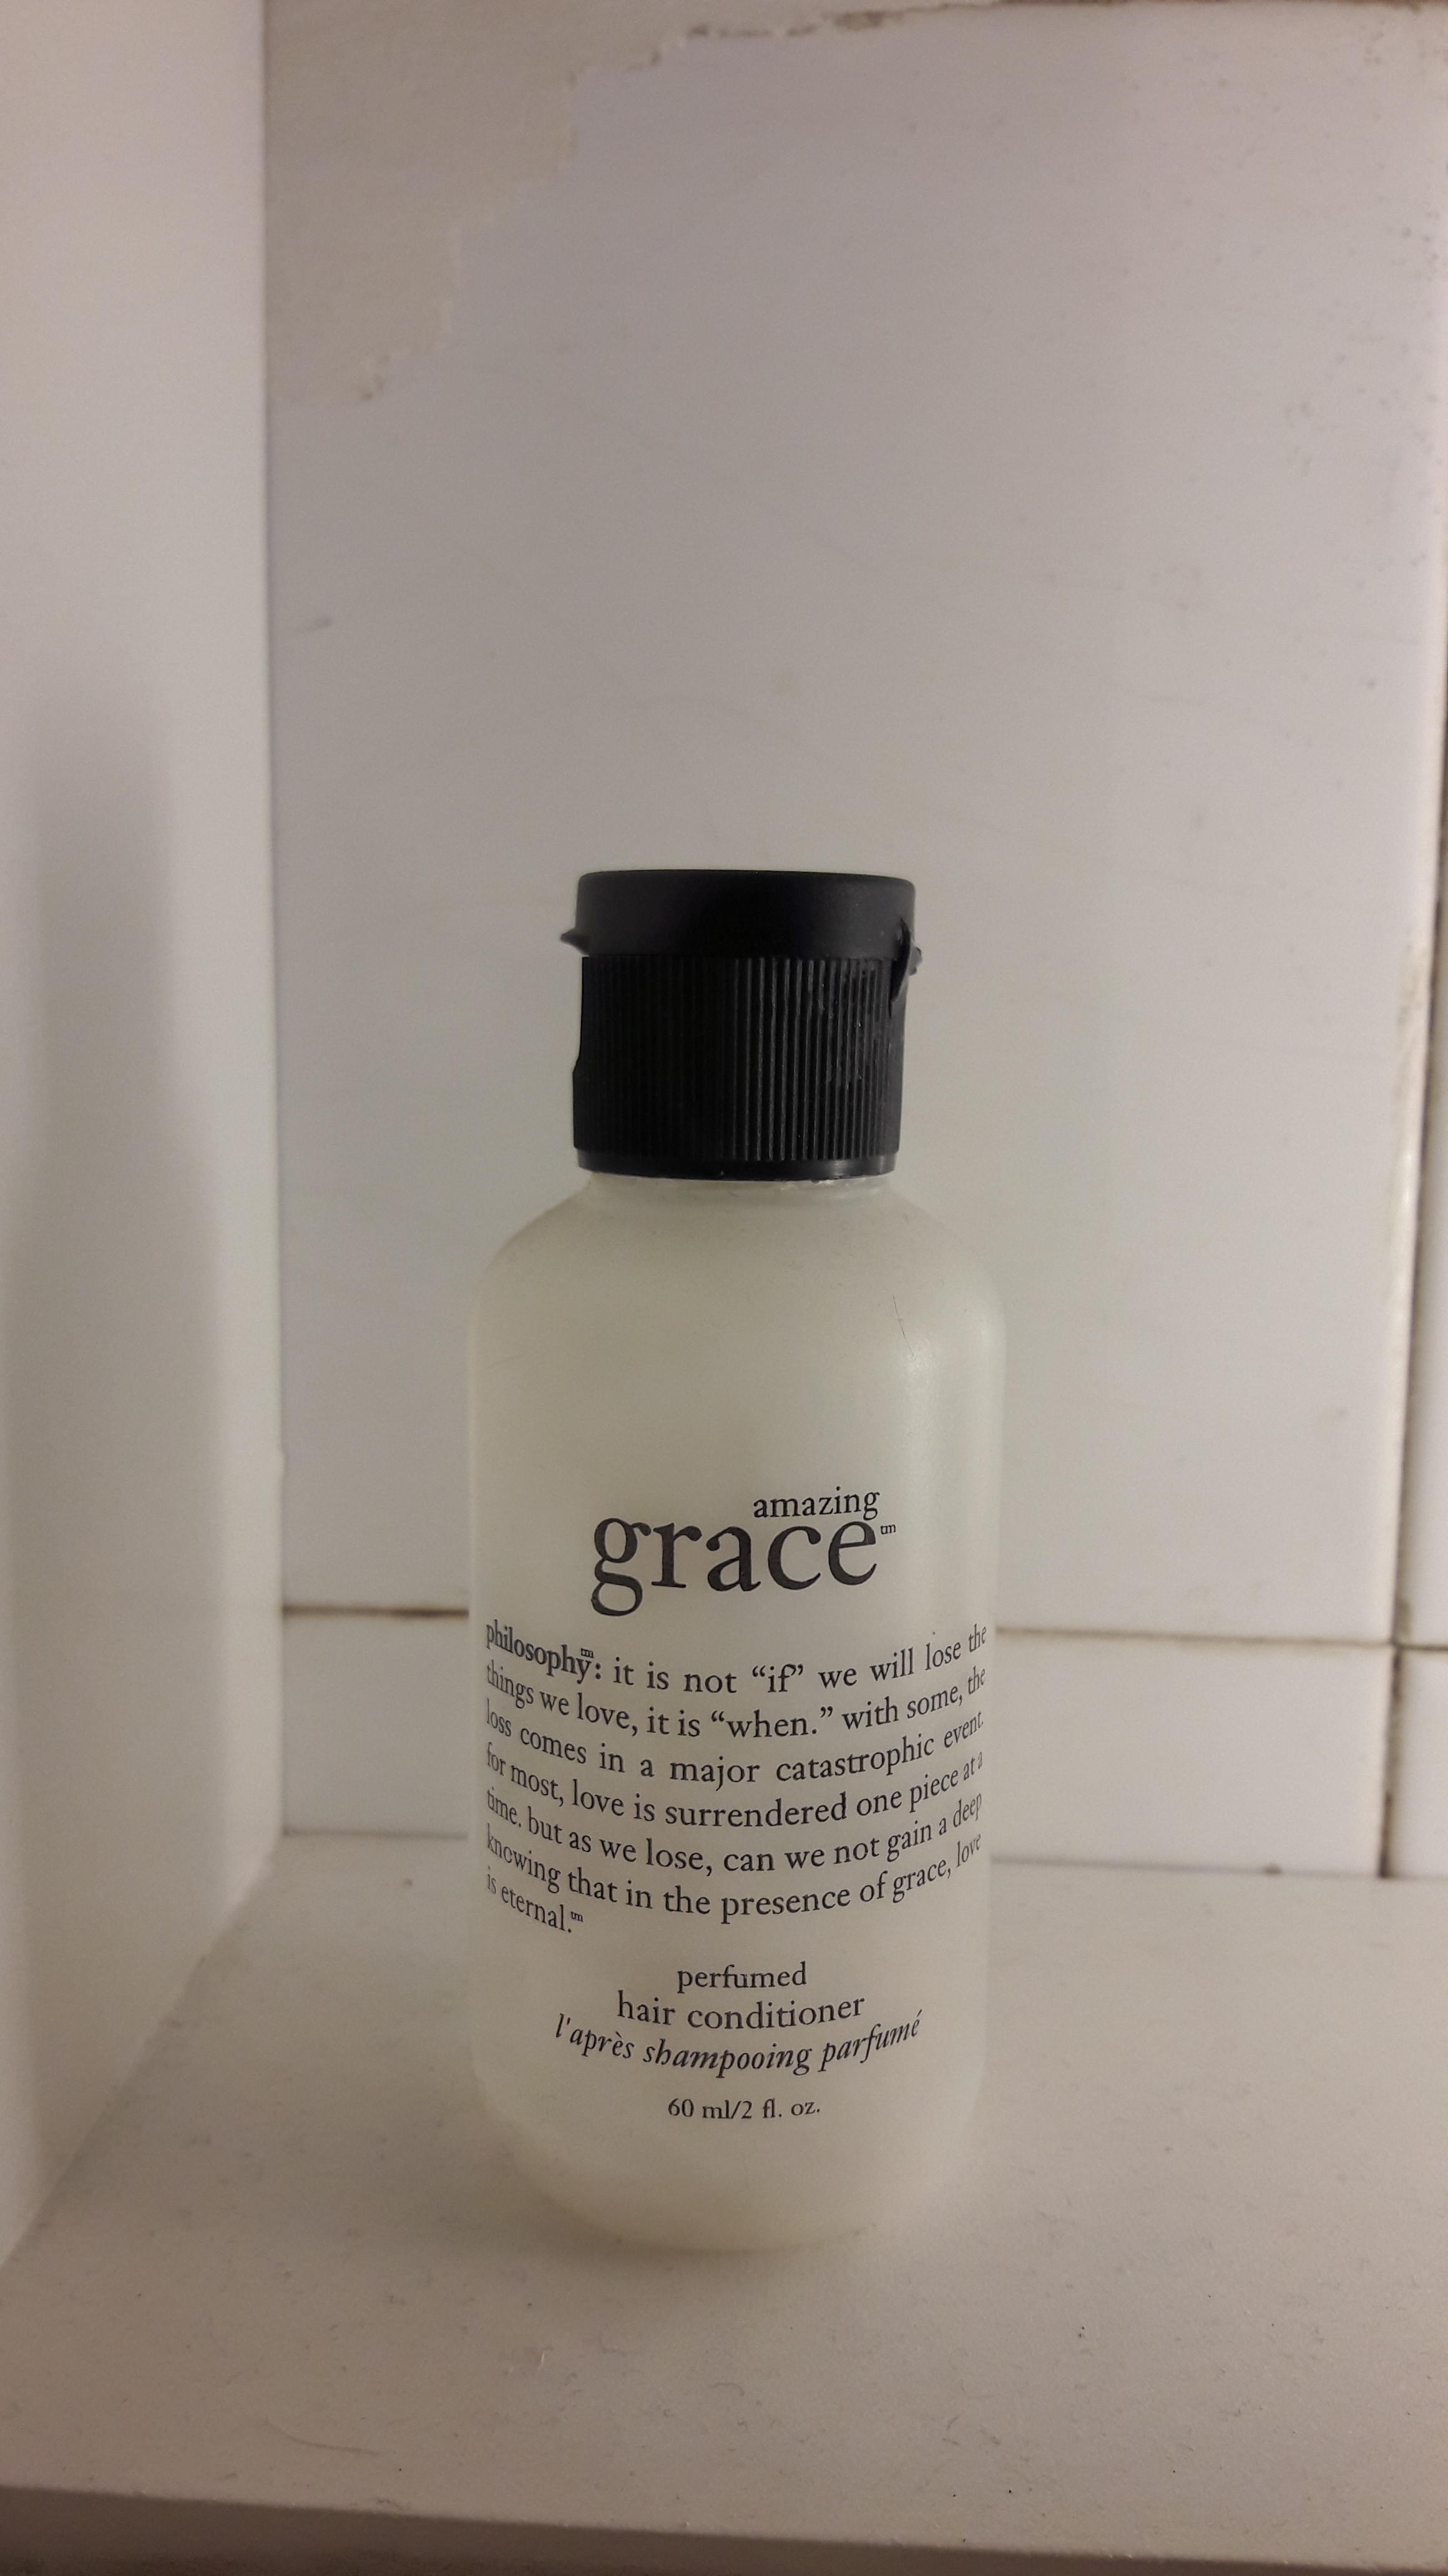 amazing
grace™
philosophy™: it is not “if” we will lose the
things we love, it is “when.” with some, the
loss comes in a major catastrophic event.
for most, love is surrendered one piece at a
time. but as we lose, can we not gain a deep
knowing that in the presence of grace, love
is eternal.™
perfumed
hair conditioner
l'après shampooing parfumé
60 ml/2 fl. oz.